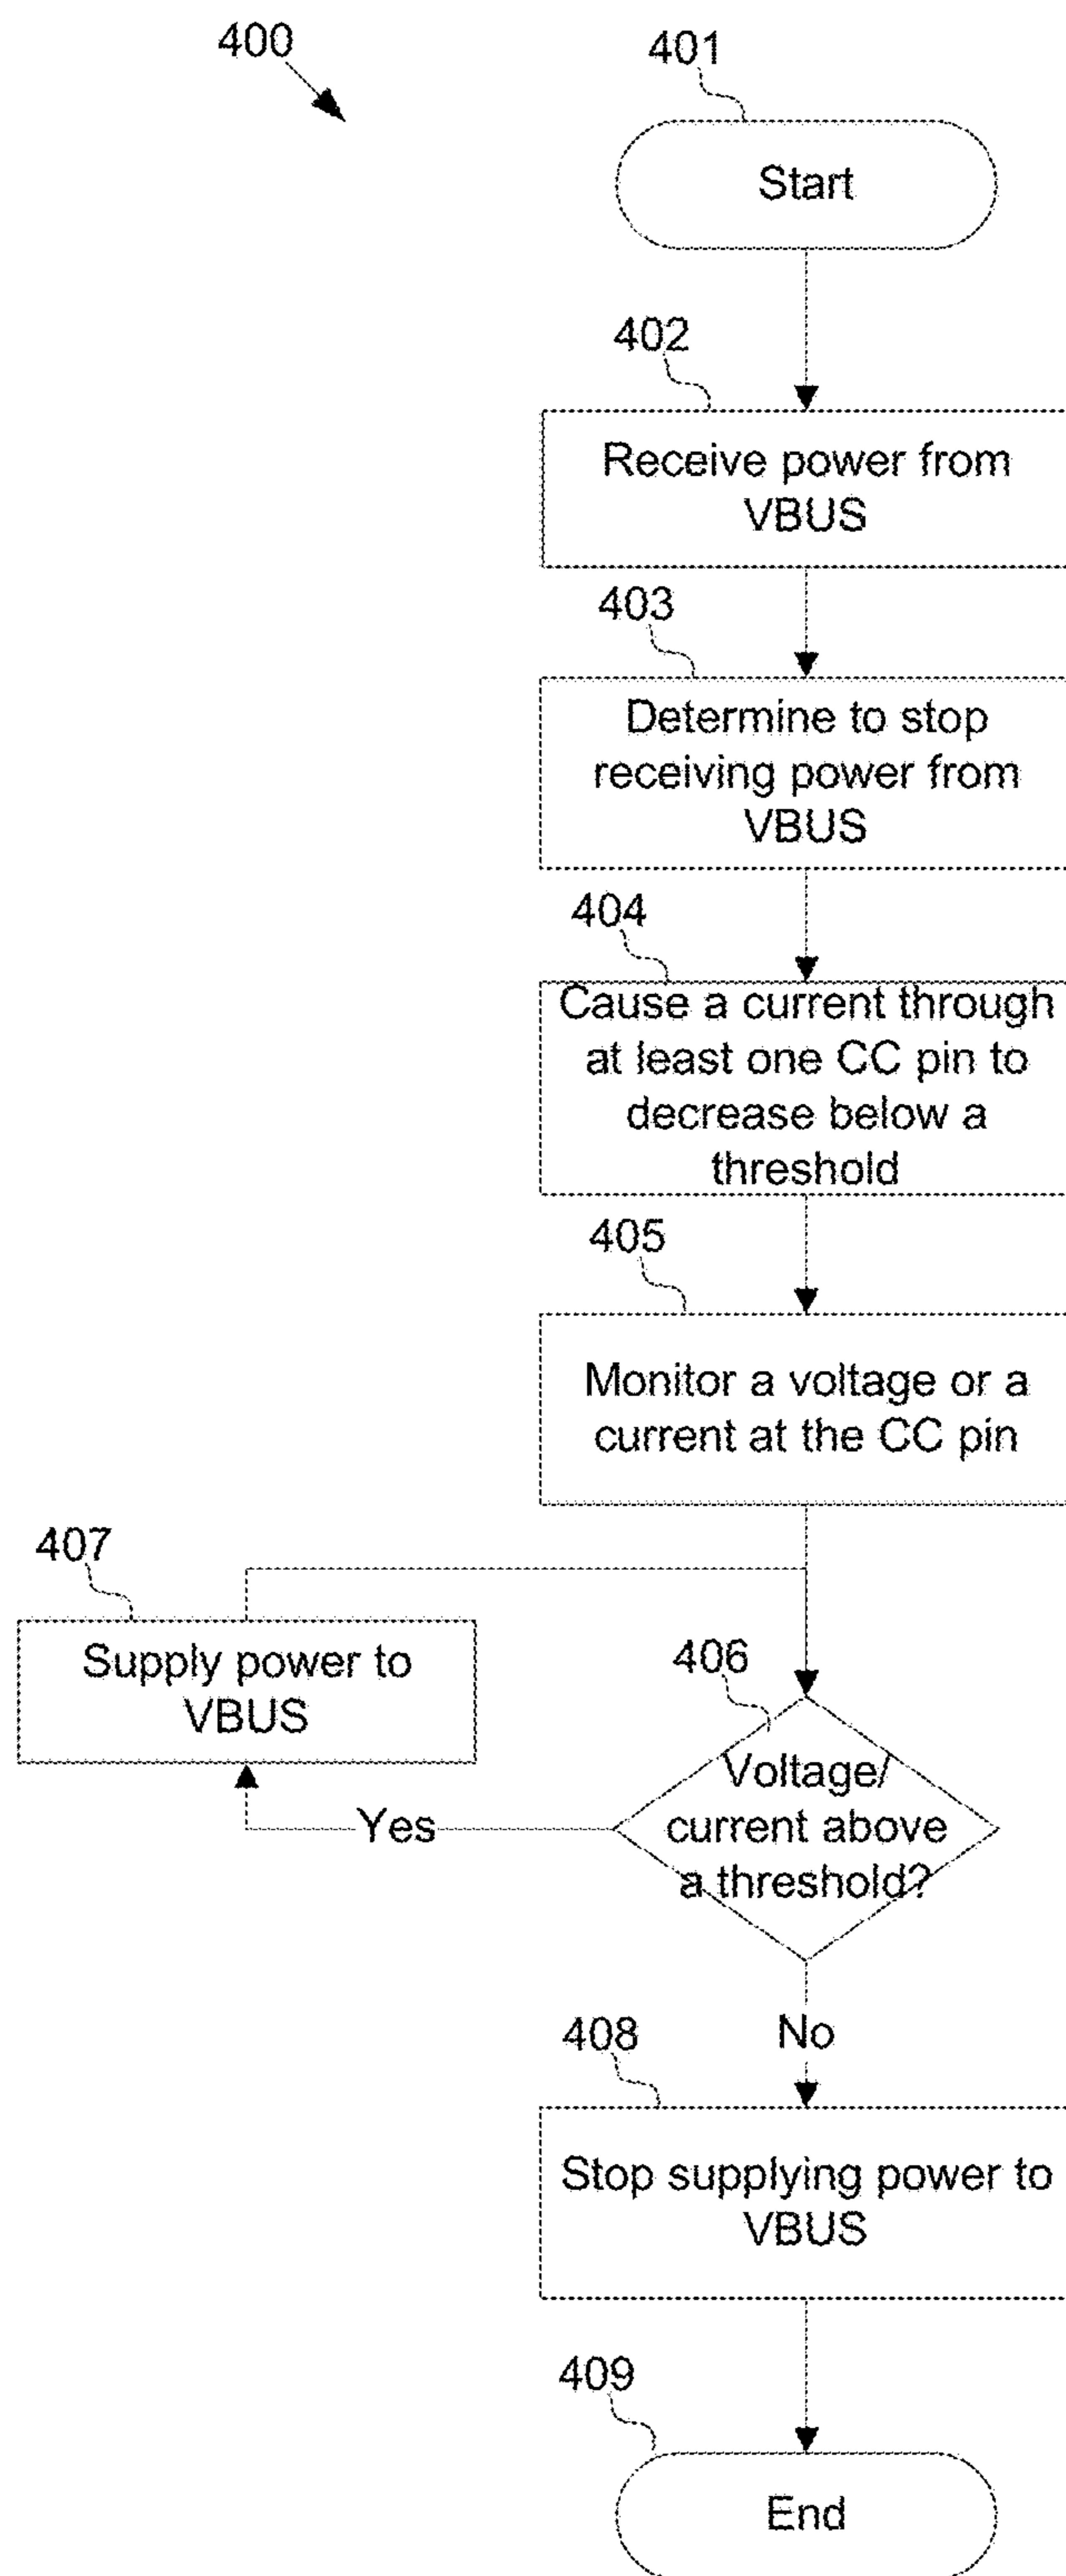 400
401
Start
402
Receive power from
VBUS
403
Determine to stop
receiving power from
VBUS
404
Cause a current through
at least one CC pin to
decrease below a
threshold
405
Monitor a voltage or a
current at the CC pin
407
Supply power to
VBUS
406
Voltage/
current above
a threshold?
Yes
No
408
Stop supplying power to
VBUS
409
End